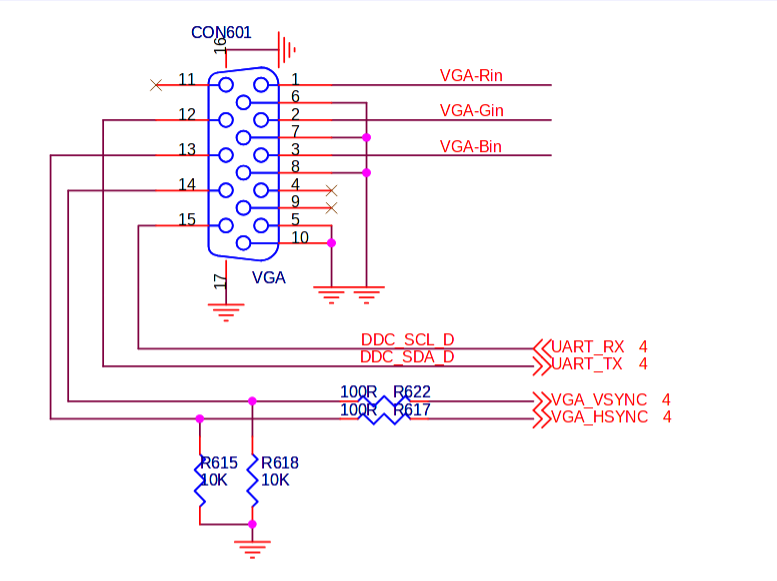 CON601
16
11 1 VGA-Rin
6
12 2 VGA-Gin
7
13 3 VGA-Bin
8
14 4
9
15 5
10
17 VGA
DDC_SCL_D UART_RX 4
DDC_SDA_D UART_TX 4
100R R622 VGA_VSYNC 4
100R R617 VGA_HSYNC 4
R615 R618
10K 10K